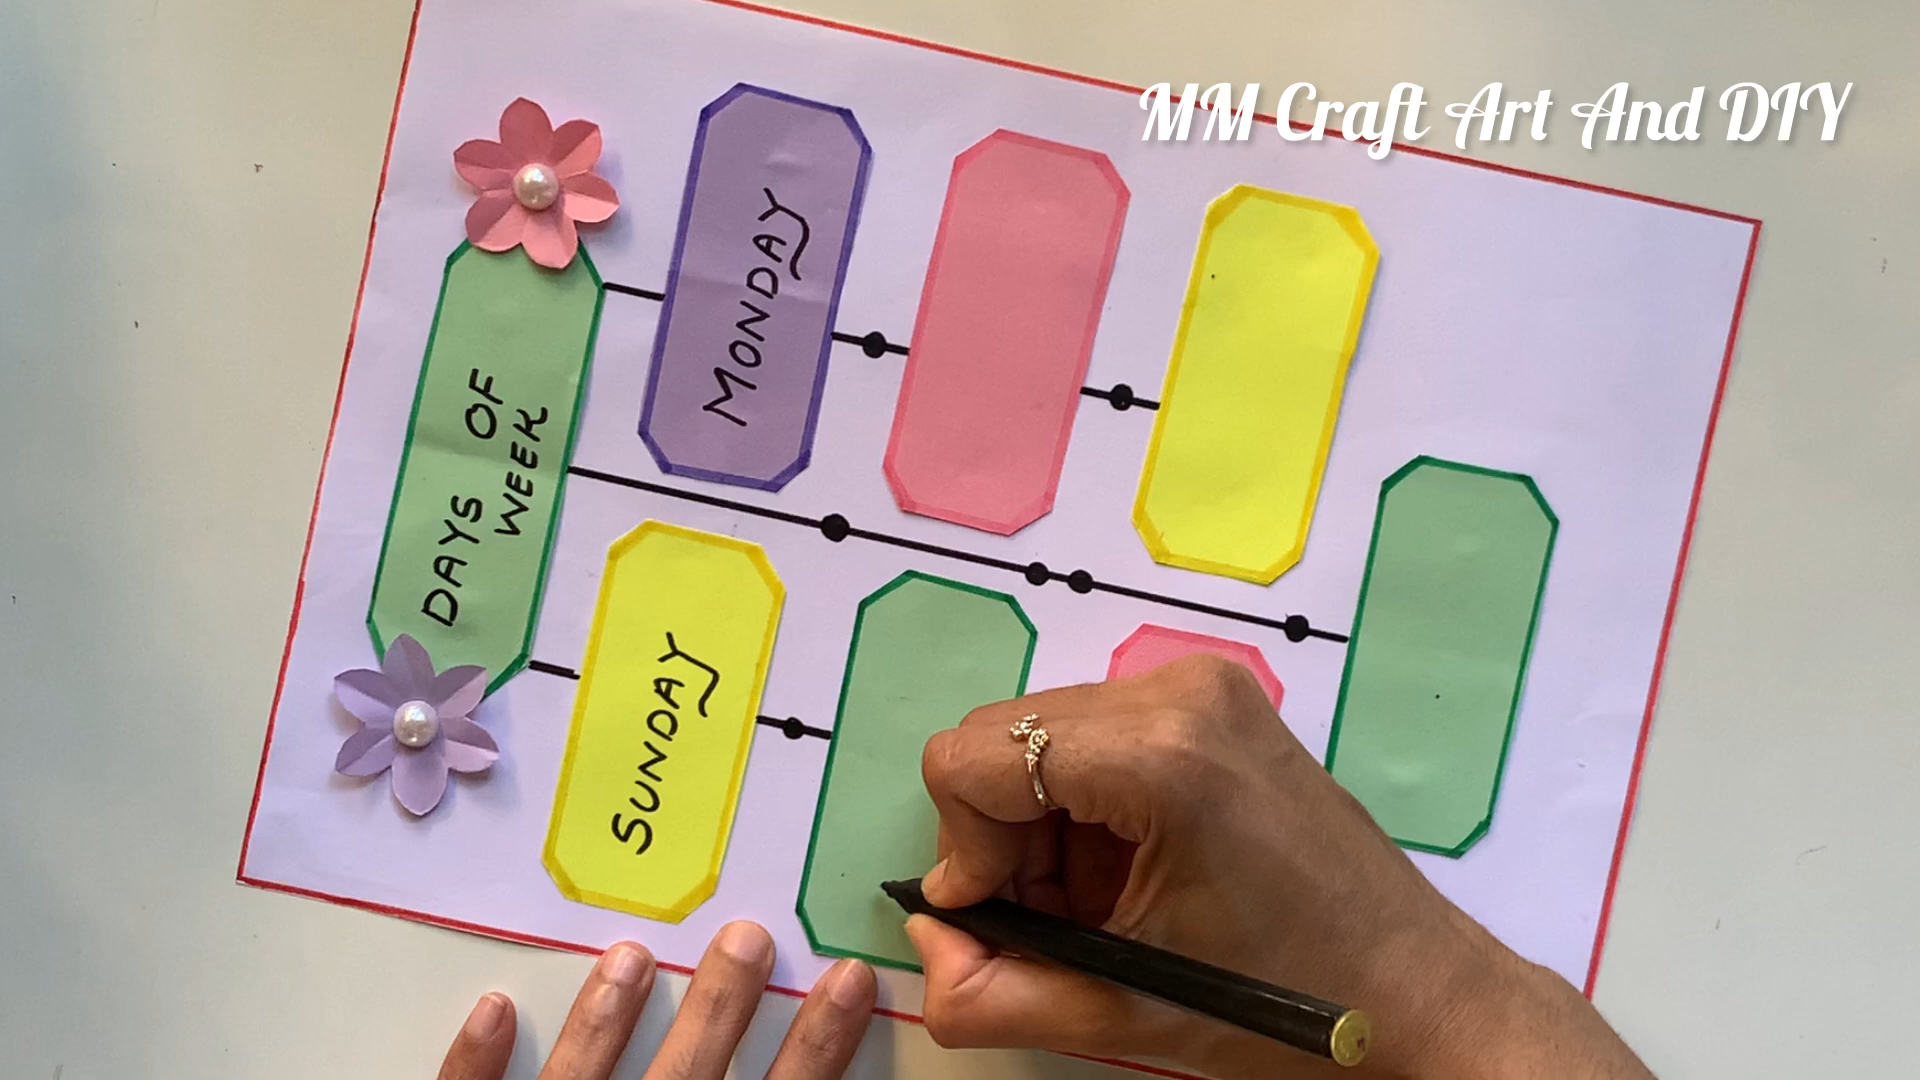 MM Craft Art And DIY
DAYS OF
WEEK
SUNDAY
MONDAY